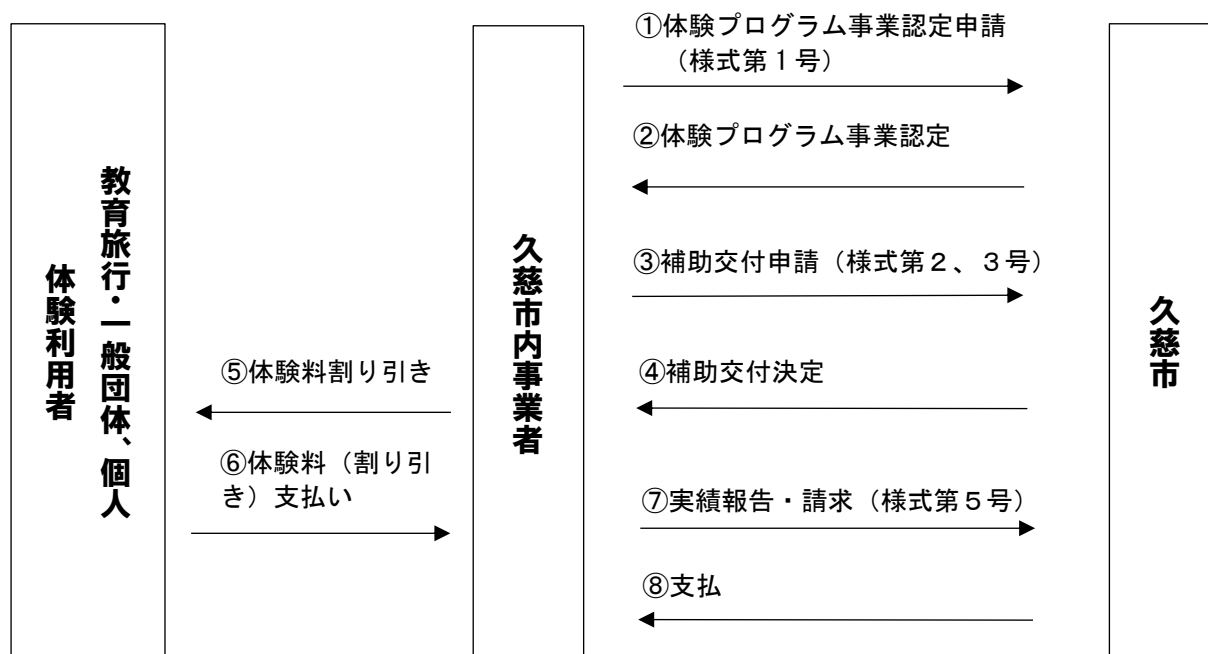 教育旅行・一般団体、個人
体験利用者
久慈市内事業者
久慈市
①体験プログラム事業認定申請
（様式第１号）
②体験プログラム事業認定
③補助交付申請（様式第２、３号）
④補助交付決定
⑤体験料割り引き
⑥体験料（割り引
き）支払い
⑦実績報告・請求（様式第５号）
⑧支払